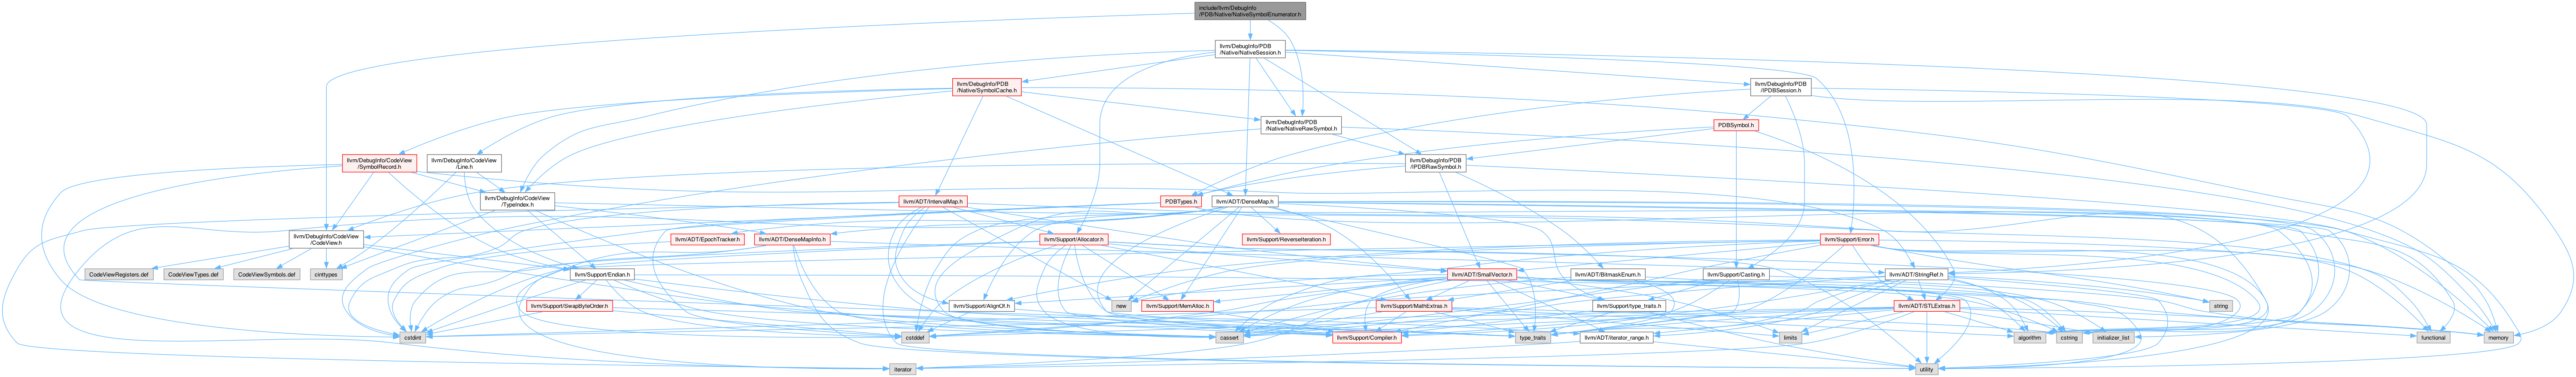 include/llvm/DebugInfo
/PDB/Native/NativeSymbolEnumerator.h
llvm/DebugInfo/PDB
/Native/NativeSession.h
llvm/DebugInfo/PDB
/Native/SymbolCache.h
llvm/DebugInfo/PDB
/IPDBSession.h
llvm/DebugInfo/PDB
/Native/NativeRawSymbol.h
PDBSymbol.h
llvm/DebugInfo/CodeView
/SymbolRecord.h
llvm/DebugInfo/CodeView
/Line.h
llvm/DebugInfo/PDB
/IPDBRawSymbol.h
llvm/DebugInfo/CodeView
/TypeIndex.h
llvm/ADT/IntervalMap.h
PDBTypes.h
llvm/ADT/DenseMap.h
llvm/DebugInfo/CodeView
/CodeView.h
llvm/ADT/EpochTracker.h
llvm/ADT/DenseMapInfo.h
llvm/Support/Allocator.h
llvm/Support/ReverseIteration.h
llvm/Support/Error.h
CodeViewRegisters.def
CodeViewTypes.def
CodeViewSymbols.def
cinttypes
llvm/Support/Endian.h
llvm/ADT/SmallVector.h
llvm/ADT/BitmaskEnum.h
llvm/Support/Casting.h
llvm/ADT/StringRef.h
llvm/Support/SwapByteOrder.h
llvm/Support/AlignOf.h
new
llvm/Support/MemAlloc.h
llvm/Support/MathExtras.h
llvm/Support/type_traits.h
llvm/ADT/STLExtras.h
string
cstdint
cstddef
cassert
llvm/Support/Compiler.h
type_traits
llvm/ADT/iterator_range.h
limits
algorithm
cstring
initializer_list
functional
memory
iterator
utility